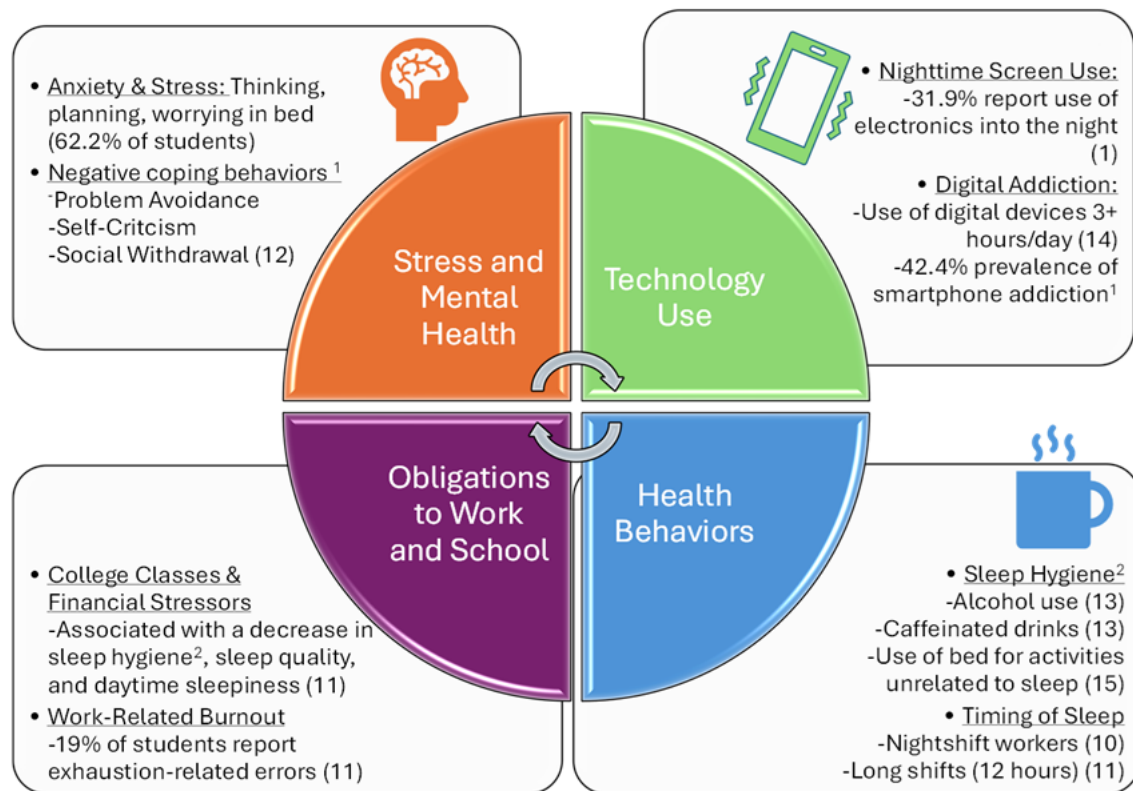 • Anxiety & Stress: Thinking,
planning, worrying in bed
(62.2% of students)
• Negative coping behaviors ¹
-Problem Avoidance
-Self-Critcism
-Social Withdrawal (12)
• Nighttime Screen Use:
-31.9% report use of
electronics into the night
(1)
• Digital Addiction:
-Use of digital devices 3+
hours/day (14)
-42.4% prevalence of
smartphone addiction¹
Stress and
Mental
Health
Technology
Use
Obligations
to Work
and School
Health
Behaviors
• College Classes &
Financial Stressors
-Associated with a decrease in
sleep hygiene², sleep quality,
and daytime sleepiness (11)
• Work-Related Burnout
-19% of students report
exhaustion-related errors (11)
• Sleep Hygiene²
-Alcohol use (13)
-Caffeinated drinks (13)
-Use of bed for activities
unrelated to sleep (15)
• Timing of Sleep
-Nightshift workers (10)
-Long shifts (12 hours) (11)